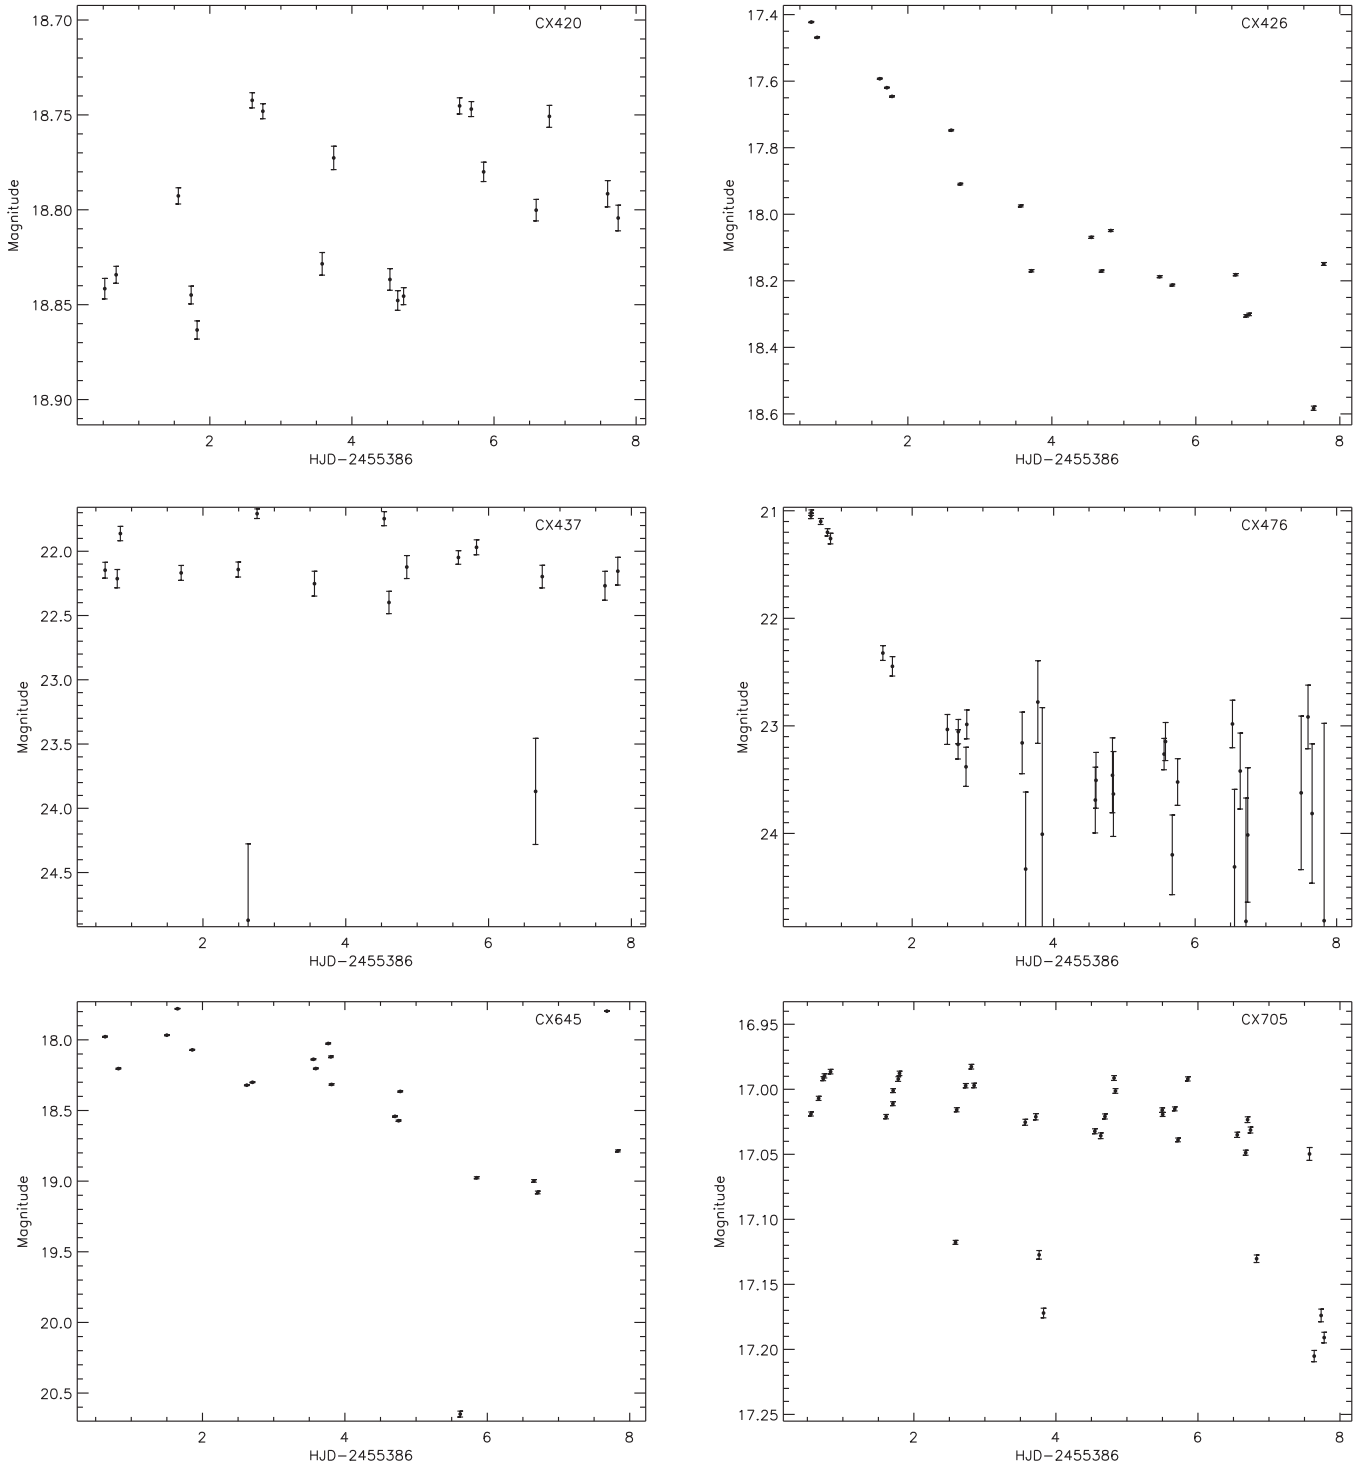 CX420
18.70
18.75
18.80
18.85
18.90
Magnitude
2 4 6 8
HJD−2455386
CX426
17.4
17.6
17.8
18.0
18.2
18.4
18.6
Magnitude
2 4 6 8
HJD−2455386
CX437
22.0
22.5
23.0
23.5
24.0
24.5
Magnitude
2 4 6 8
HJD−2455386
CX476
21
22
23
24
Magnitude
2 4 6 8
HJD−2455386
CX645
18.0
18.5
19.0
19.5
20.0
20.5
Magnitude
2 4 6 8
HJD−2455386
CX705
16.95
17.00
17.05
17.10
17.15
17.20
17.25
Magnitude
2 4 6 8
HJD−2455386